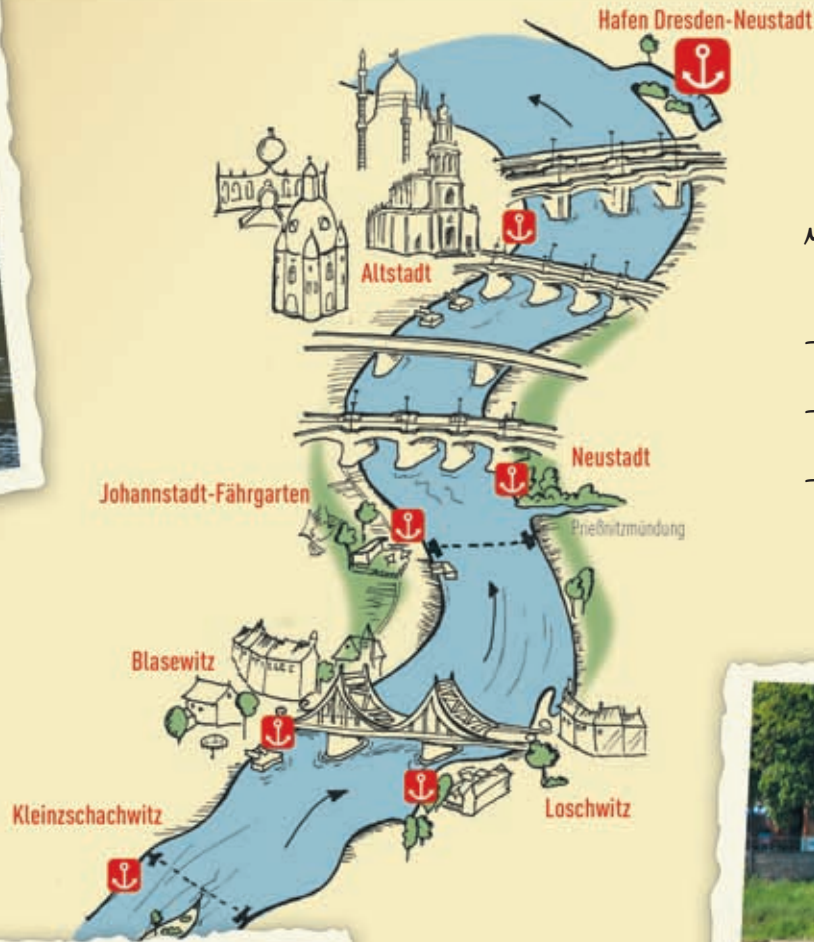 Hafen Dresden-Neustadt
Altstadt
Neustadt
Johannstadt-Fährgarten
Prießnitzmündung
Blasewitz
Loschwitz
Kleinzschachwitz